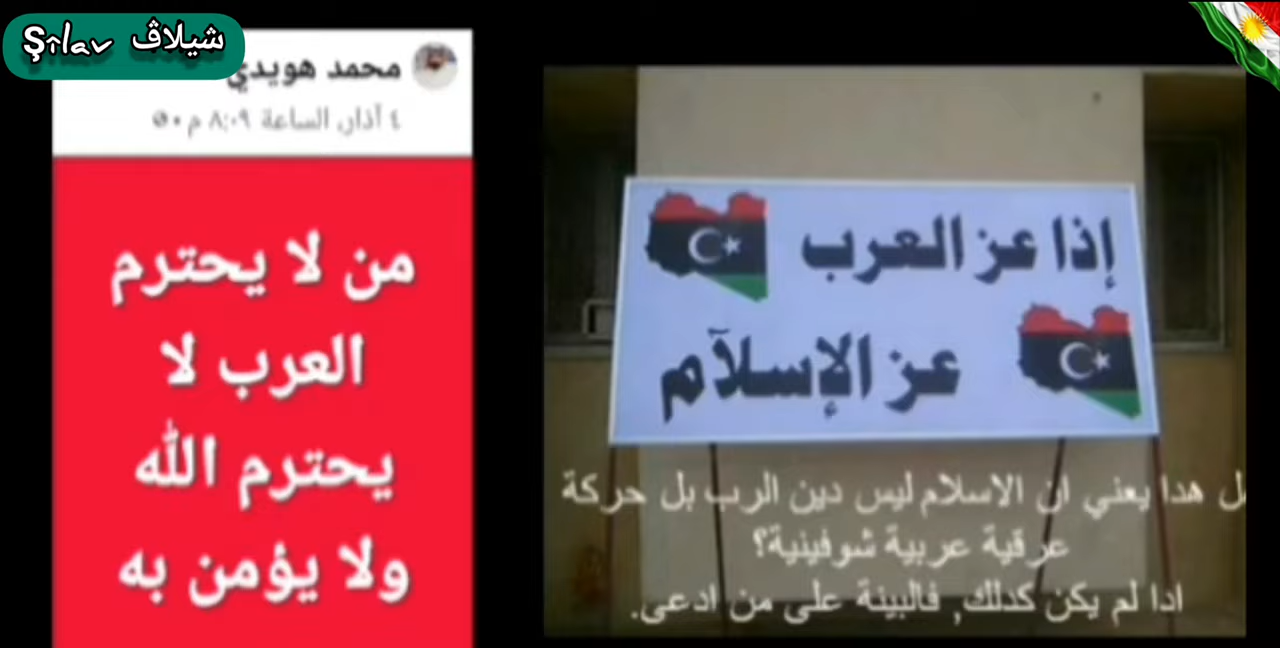 Şîlav شيلاڤ
محمد هويدي
٤ آذار، الساعة ٨:٠٩ م
من لا يحترم
العرب لا
يحترم الله
ولا يؤمن به
إذا عز العرب
عز الإسلام
هدا يعني ان الاسلام ليس دين الرب بل حركة
عرقية عربية شوفينية؟
ادا لم يكن كدلك, فالبينة على من ادعى.